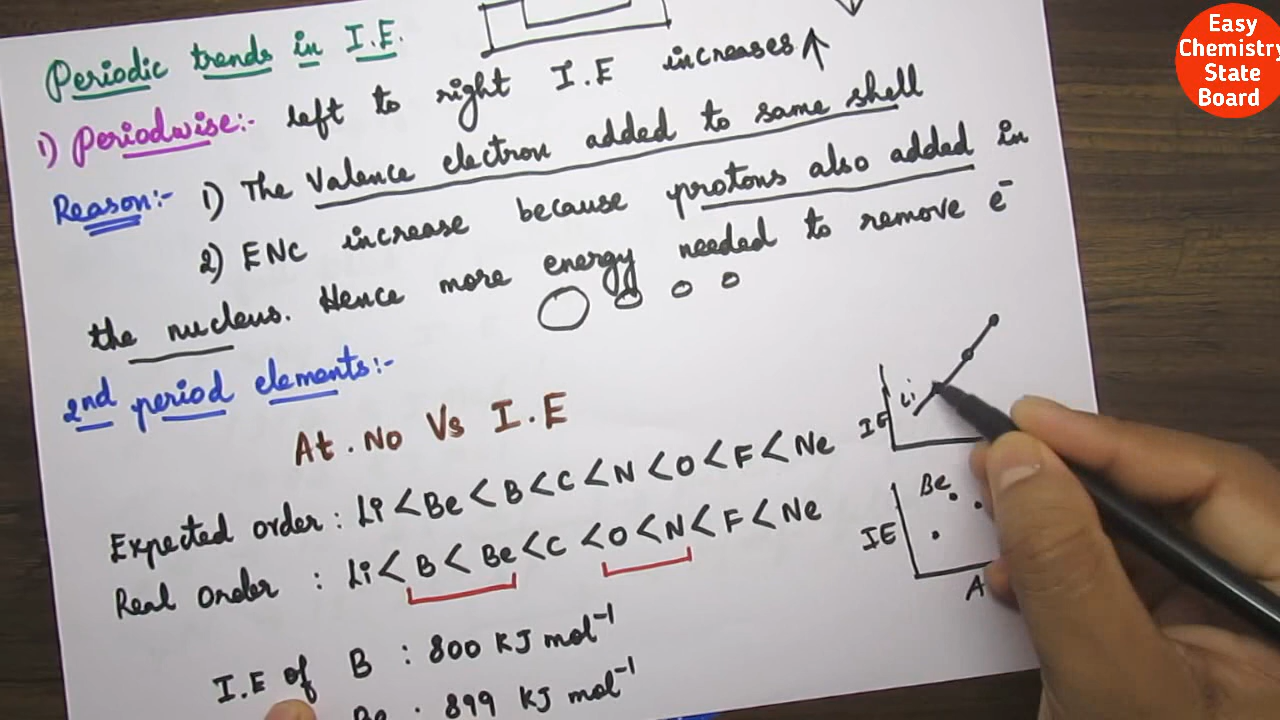 Easy
Chemistry
State
Board
Periodic trends in I.E.
1) Periodwise:- left to right I.E increases ↑
Reason:- 1) The Valence electron added to same shell
2) ENC increase because protons also added in
the nucleus. Hence more energy needed to remove e⁻
2nd period elements:-
At. No Vs I.E
Expected order : Li < Be < B < C < N < O < F < Ne
Real Order : Li < B < Be < C < O < N < F < Ne
I.E of B : 800 KJ mol⁻¹
Be : 899 KJ mol⁻¹
Li
IE
Be
IE
A